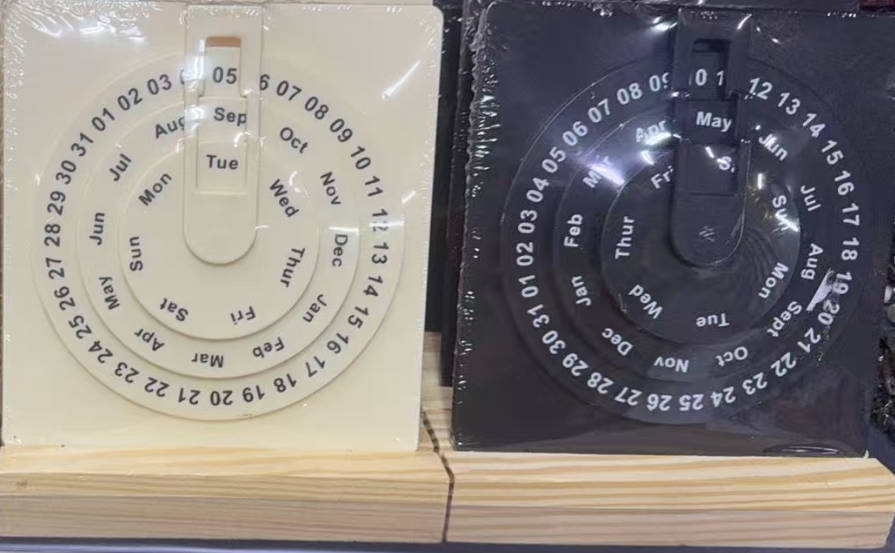 05 06 07 08 09 10 11 12 13 14 15 16 17 18 19 20 21 22 23 24 25 26 27 28 29 30 31 01 02 03
Sep Oct Nov Dec Jan Feb Mar Apr May Jun Jul Aug
Tue Wed Thur Fri Sat Sun Mon
10 12 13 14 15 16 17 18 19 20 21 22 23 24 25 26 27 28 29 30 31 01 02 03 04 05 06 07 08 09
May Jun Jul Aug Sept Oct Nov Dec Jan Feb Mar Apr
Sun Mon Tue Wed Thur Fri